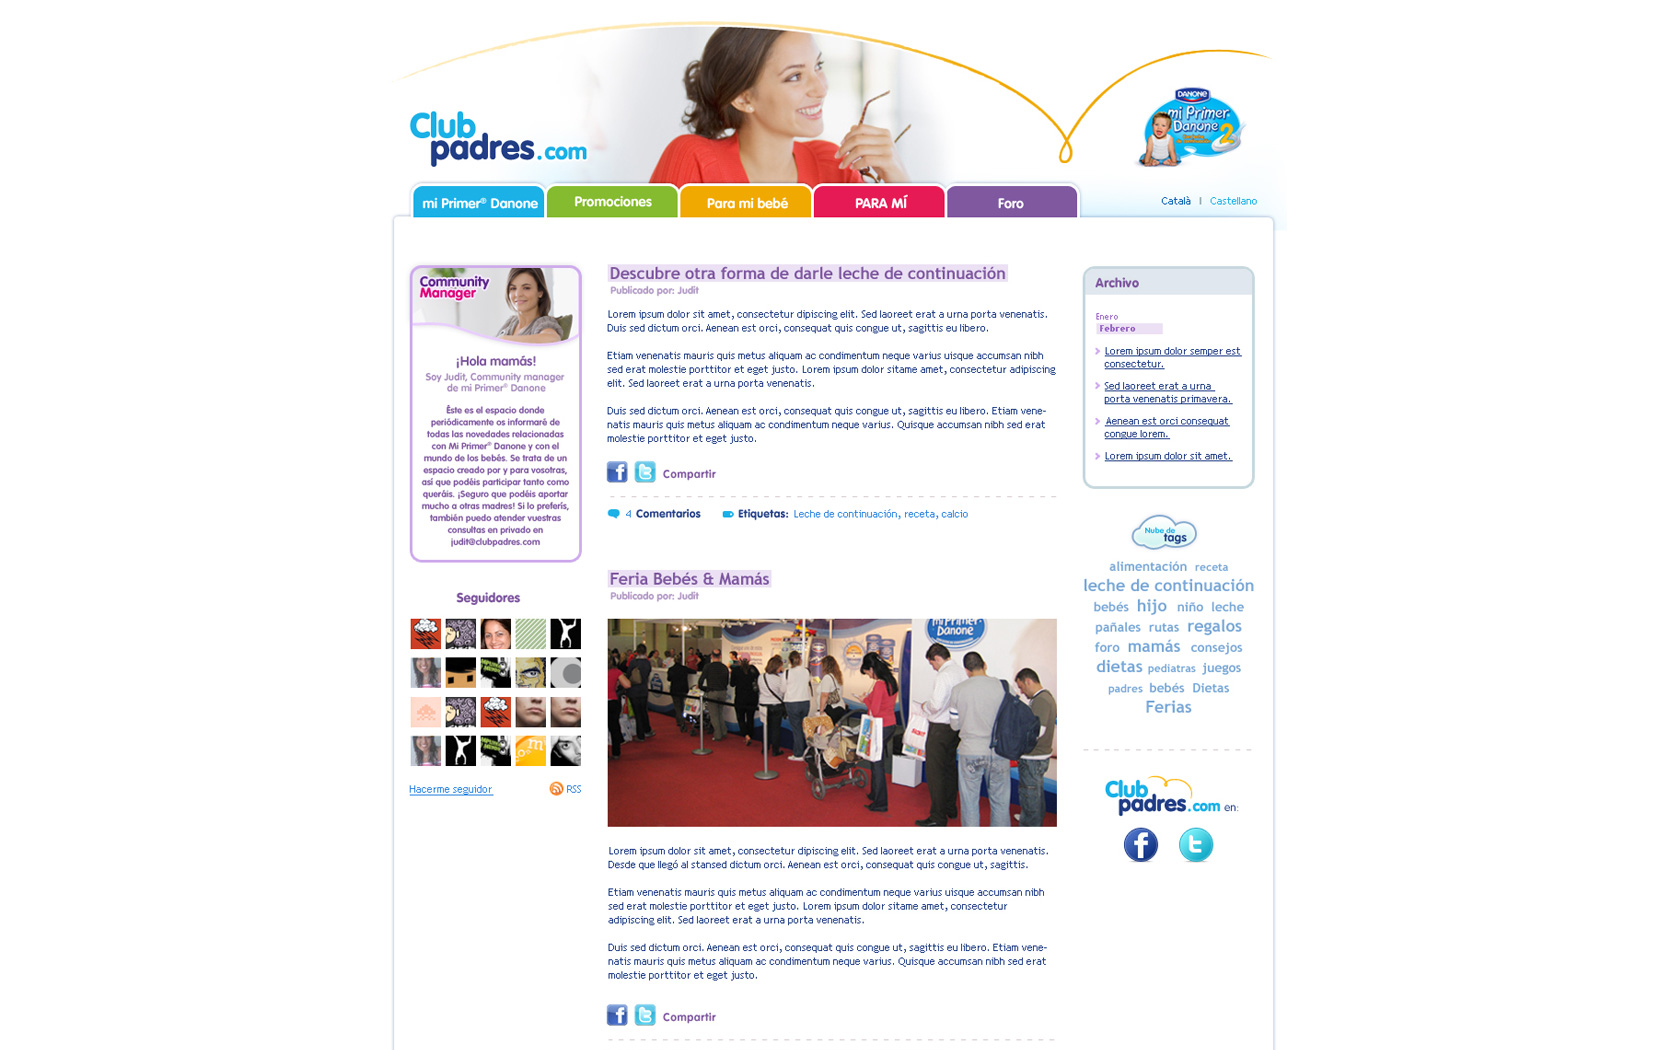 Club
padres.com
DANONE
mi Primer
Danone
2
mi Primer® Danone
Promociones
Para mi bebé
PARA MÍ
Foro
Català | Castellano
Community
Manager
¡Hola mamás!
Soy Judit, Community manager
de mi Primer® Danone
Éste es el espacio donde
periódicamente os informaré de
todas las novedades relacionadas
con Mi Primer® Danone y con el
mundo de los bebés. Se trata de un
espacio creado por y para vosotras,
así que podéis participar tanto como
queráis. ¡Seguro que podéis aportar
mucho a otras madres! Si lo preferís,
también puedo atender vuestras
consultas en privado en
judit@clubpadres.com
Seguidores
Hacerme seguidor
RSS
Descubre otra forma de darle leche de continuación
Publicado por: Judit
Lorem ipsum dolor sit amet, consectetur dipiscing elit. Sed laoreet erat a urna porta venenatis.
Duis sed dictum orci. Aenean est orci, consequat quis congue ut, sagittis eu libero.
Etiam venenatis mauris quis metus aliquam ac condimentum neque varius uisque accumsan nibh
sed erat molestie porttitor et eget justo. Lorem ipsum dolor sitame amet, consectetur adipiscing
elit. Sed laoreet erat a urna porta venenatis.
Duis sed dictum orci. Aenean est orci, consequat quis congue ut, sagittis eu libero. Etiam vene-
natis mauris quis metus aliquam ac condimentum neque varius. Quisque accumsan nibh sed erat
molestie porttitor et eget justo.
Compartir
4 Comentarios
Etiquetas: Leche de continuación, receta, calcio
Feria Bebés & Mamás
Publicado por: Judit
mi Primer
Danone
Lorem ipsum dolor sit amet, consectetur dipiscing elit. Sed laoreet erat a urna porta venenatis.
Desde que llegó al stansed dictum orci. Aenean est orci, consequat quis congue ut, sagittis.
Etiam venenatis mauris quis metus aliquam ac condimentum neque varius uisque accumsan nibh
sed erat molestie porttitor et eget justo. Lorem ipsum dolor sitame amet, consectetur
adipiscing elit. Sed laoreet erat a urna porta venenatis.
Duis sed dictum orci. Aenean est orci, consequat quis congue ut, sagittis eu libero. Etiam vene-
natis mauris quis metus aliquam ac condimentum neque varius. Quisque accumsan nibh sed erat
molestie porttitor et eget justo.
Compartir
Archivo
Enero
Febrero
Lorem ipsum dolor semper est
consectetur.
Sed laoreet erat a urna
porta venenatis primavera.
Aenean est orci consequat
congue lorem.
Lorem ipsum dolor sit amet.
Nube de
tags
alimentación receta
leche de continuación
bebés hijo niño leche
pañales rutas regalos
foro mamás consejos
dietas pediatras juegos
padres bebés Dietas
Ferias
Club
padres.com en: